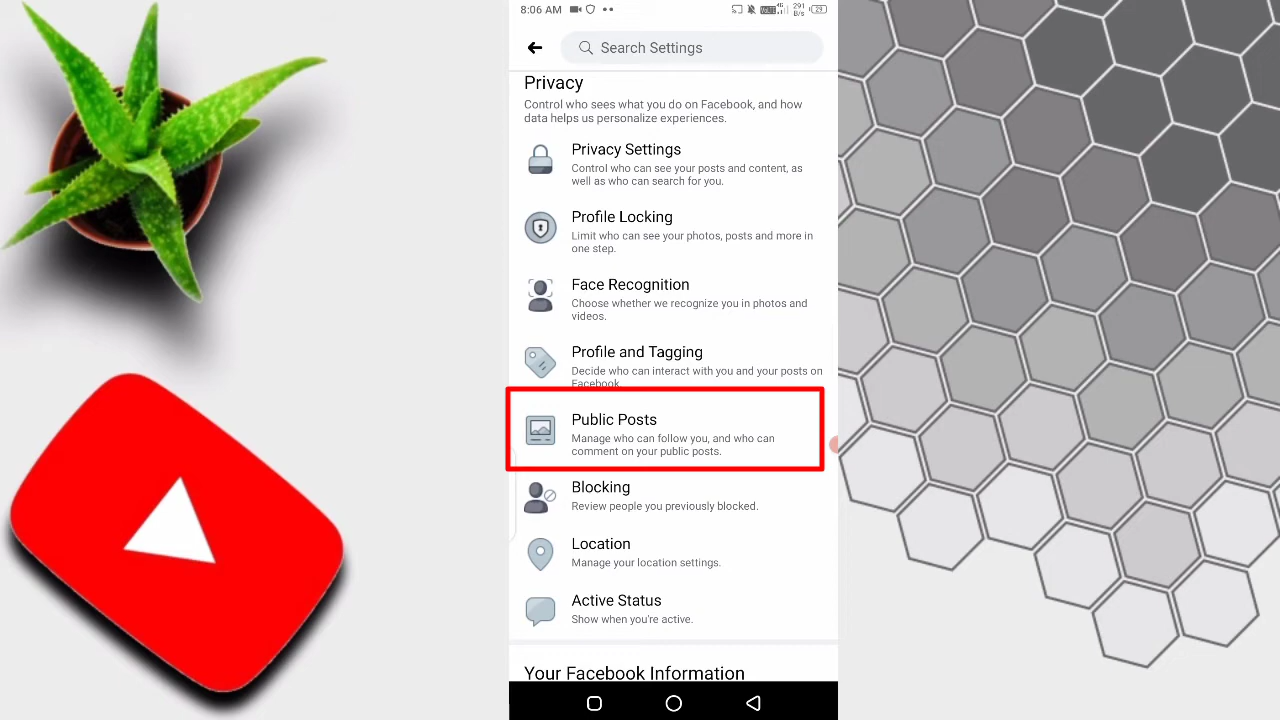 8:06 AM
291
B/s
29
Search Settings
Privacy
Control who sees what you do on Facebook, and how
data helps us personalize experiences.
Privacy Settings
Control who can see your posts and content, as
well as who can search for you.
Profile Locking
Limit who can see your photos, posts and more in
one step.
Face Recognition
Choose whether we recognize you in photos and
videos.
Profile and Tagging
Decide who can interact with you and your posts on
Facebook.
Public Posts
Manage who can follow you, and who can
comment on your public posts.
Blocking
Review people you previously blocked.
Location
Manage your location settings.
Active Status
Show when you're active.
Your Facebook Information